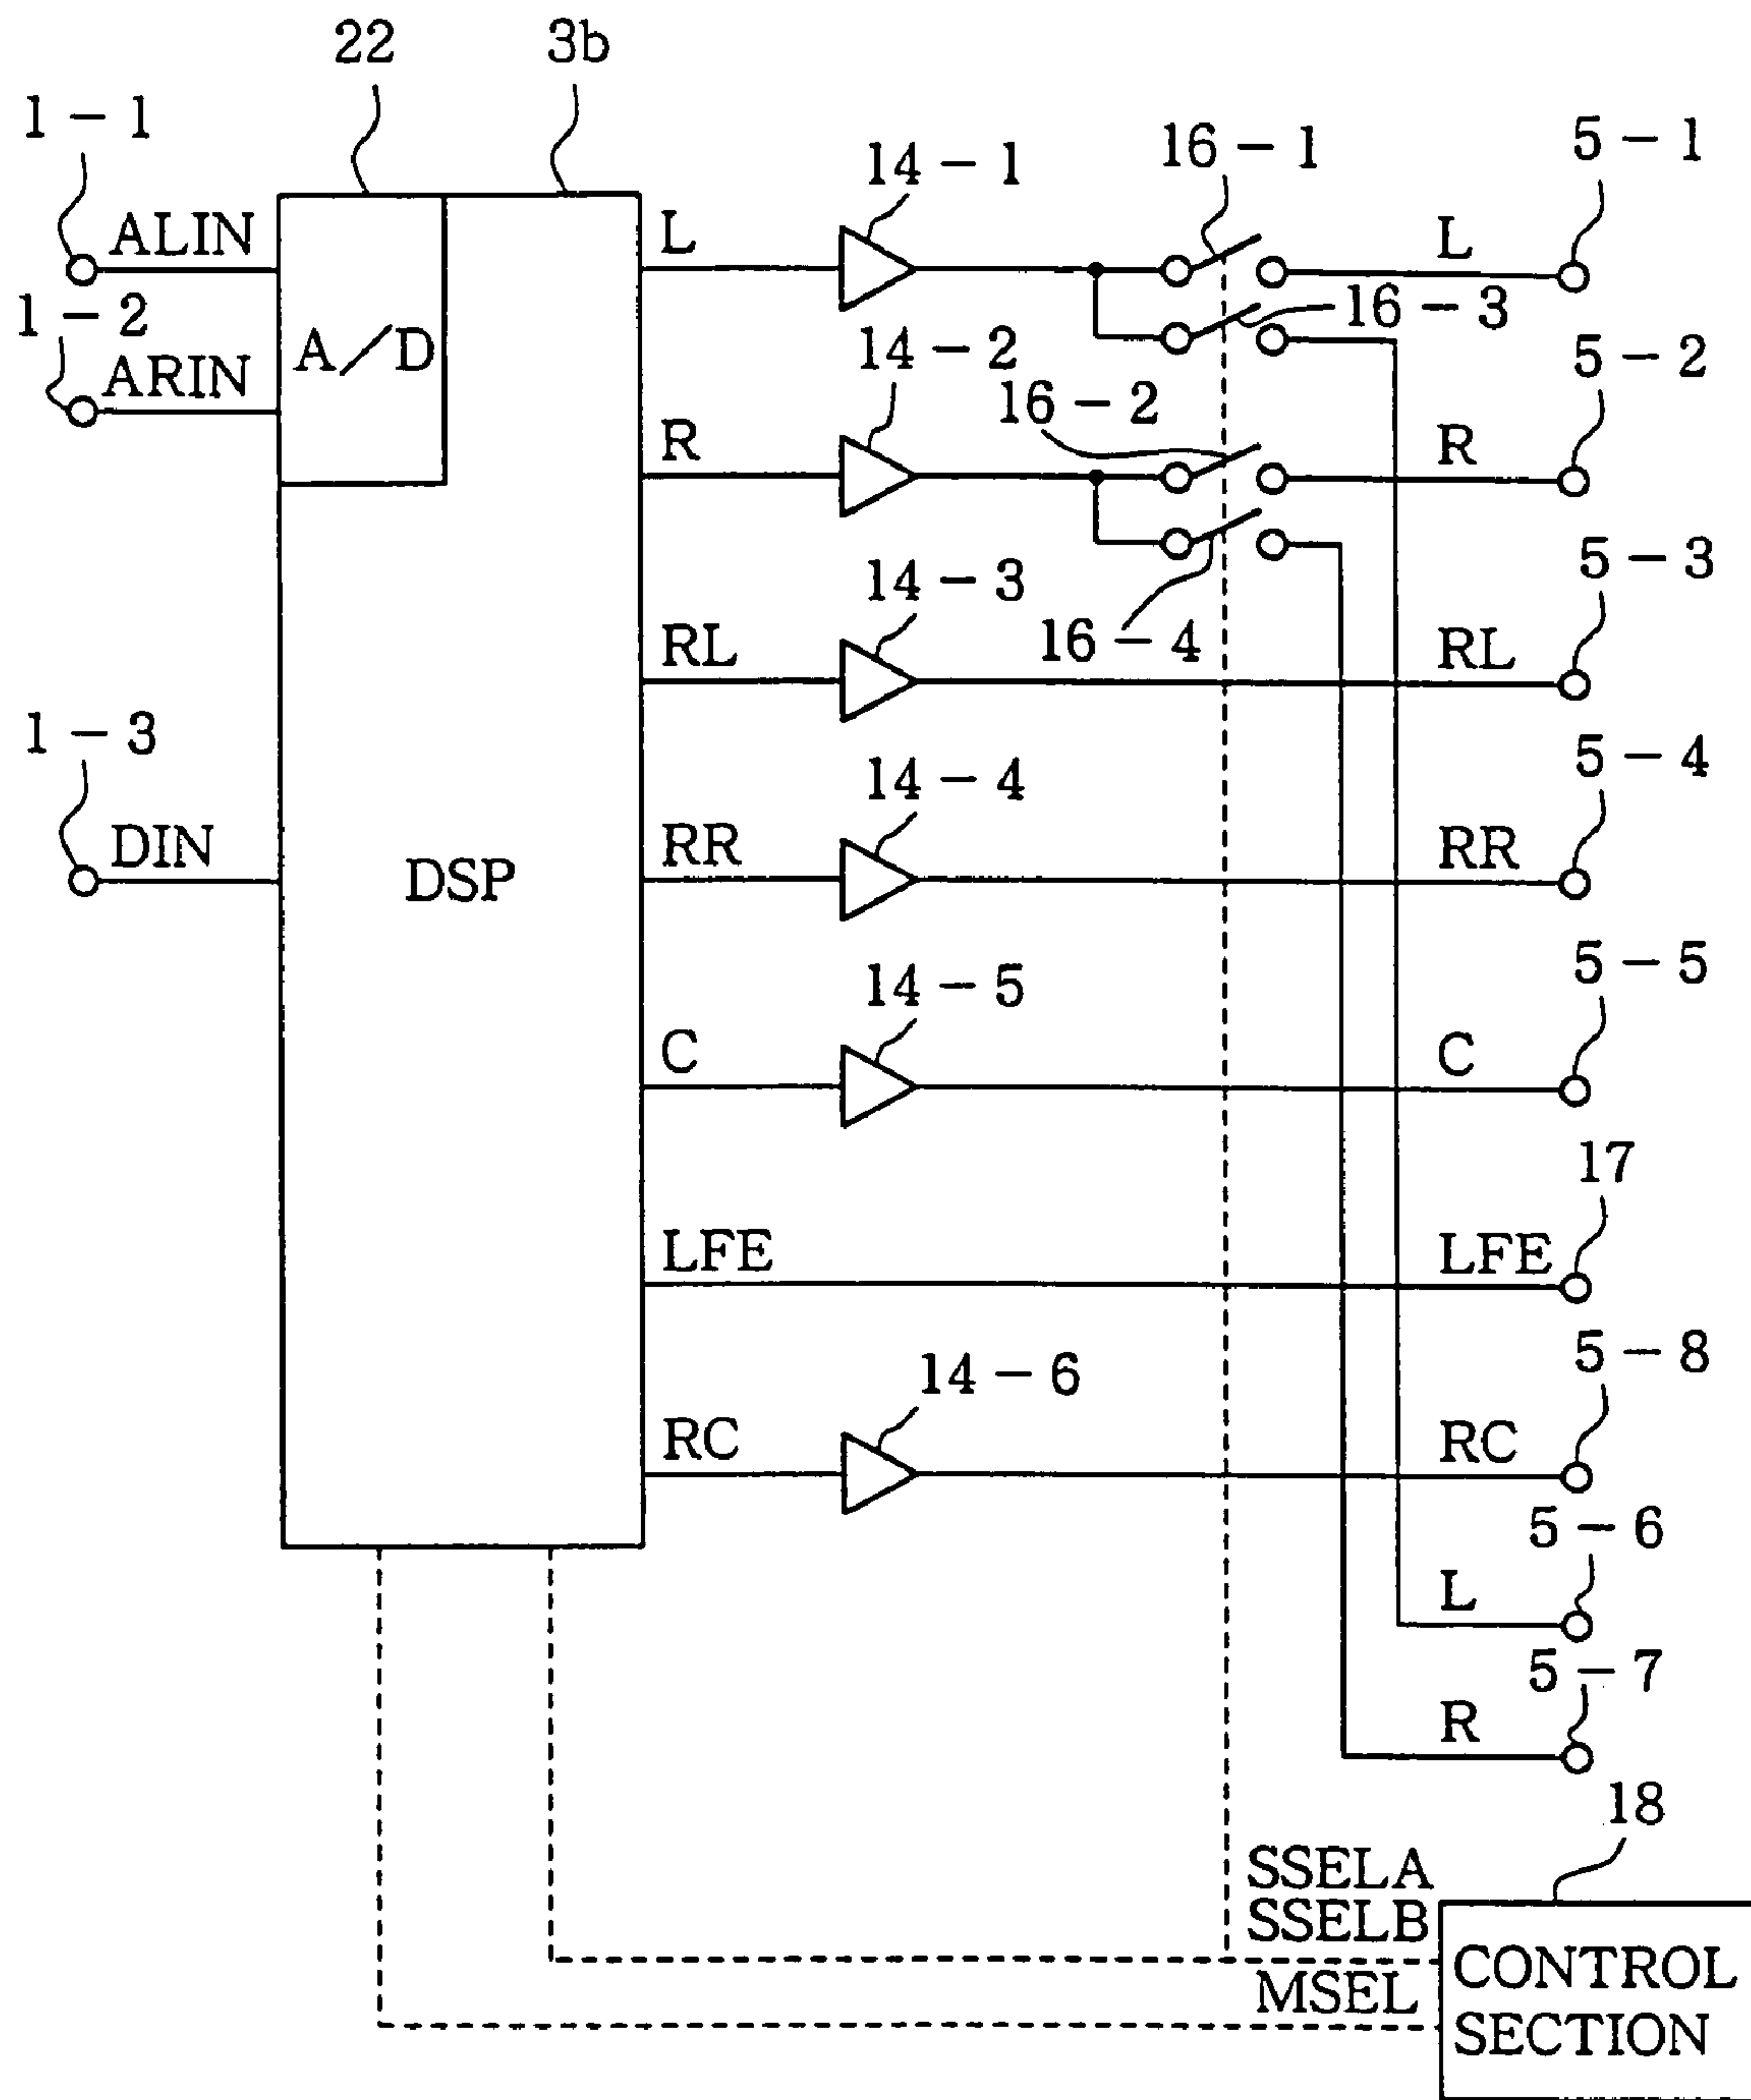 22
3b
1-1
14-1
16-1
5-1
ALIN
L
L
1-2
16-3
A/D
14-2
5-2
ARIN
16-2
R
R
14-3
5-3
16-4
RL
RL
1-3
14-4
5-4
DIN
RR
RR
DSP
14-5
5-5
C
C
17
LFE
LFE
14-6
5-8
RC
RC
5-6
L
5-7
R
18
SSELA
SSELB
MSEL
CONTROL
SECTION